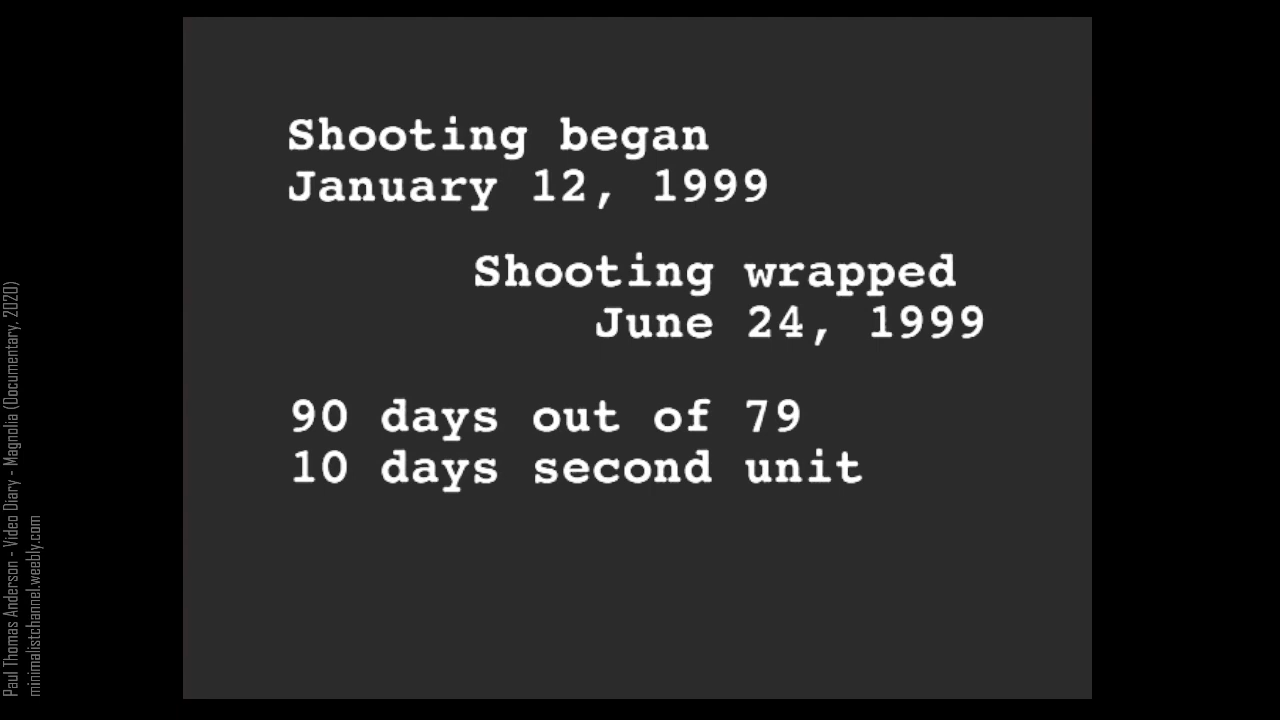 Shooting began
January 12, 1999
Shooting wrapped
June 24, 1999
90 days out of 79
10 days second unit
Paul Thomas Anderson - Video Diary - Magnolia (Documentary, 2020)
minimalistchannel.weebly.com